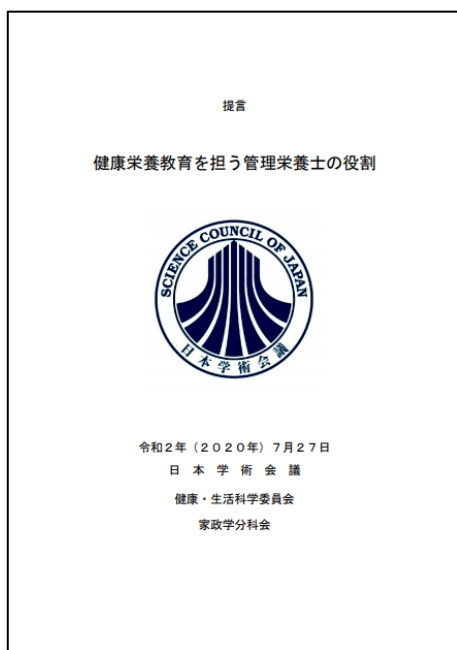 提言
健康栄養教育を担う管理栄養士の役割
SCIENCE COUNCIL OF JAPAN
日本学術会議
令和2年（2020年）7月27日
日 本 学 術 会 議
健康・生活科学委員会
家政学分科会